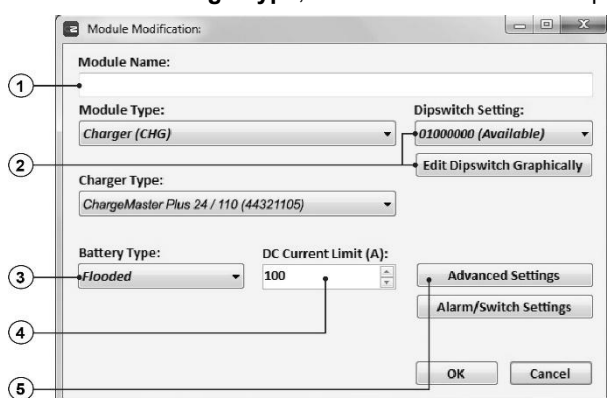 Module Modification:
Module Name:
1
Module Type:
Dipswitch Setting:
Charger (CHG)
01000000 (Available)
2
Edit Dipswitch Graphically
Charger Type:
ChargeMaster Plus 24 / 110 (44321105)
Battery Type:
DC Current Limit (A):
3
Flooded
100
Advanced Settings
Alarm/Switch Settings
4
OK
Cancel
5